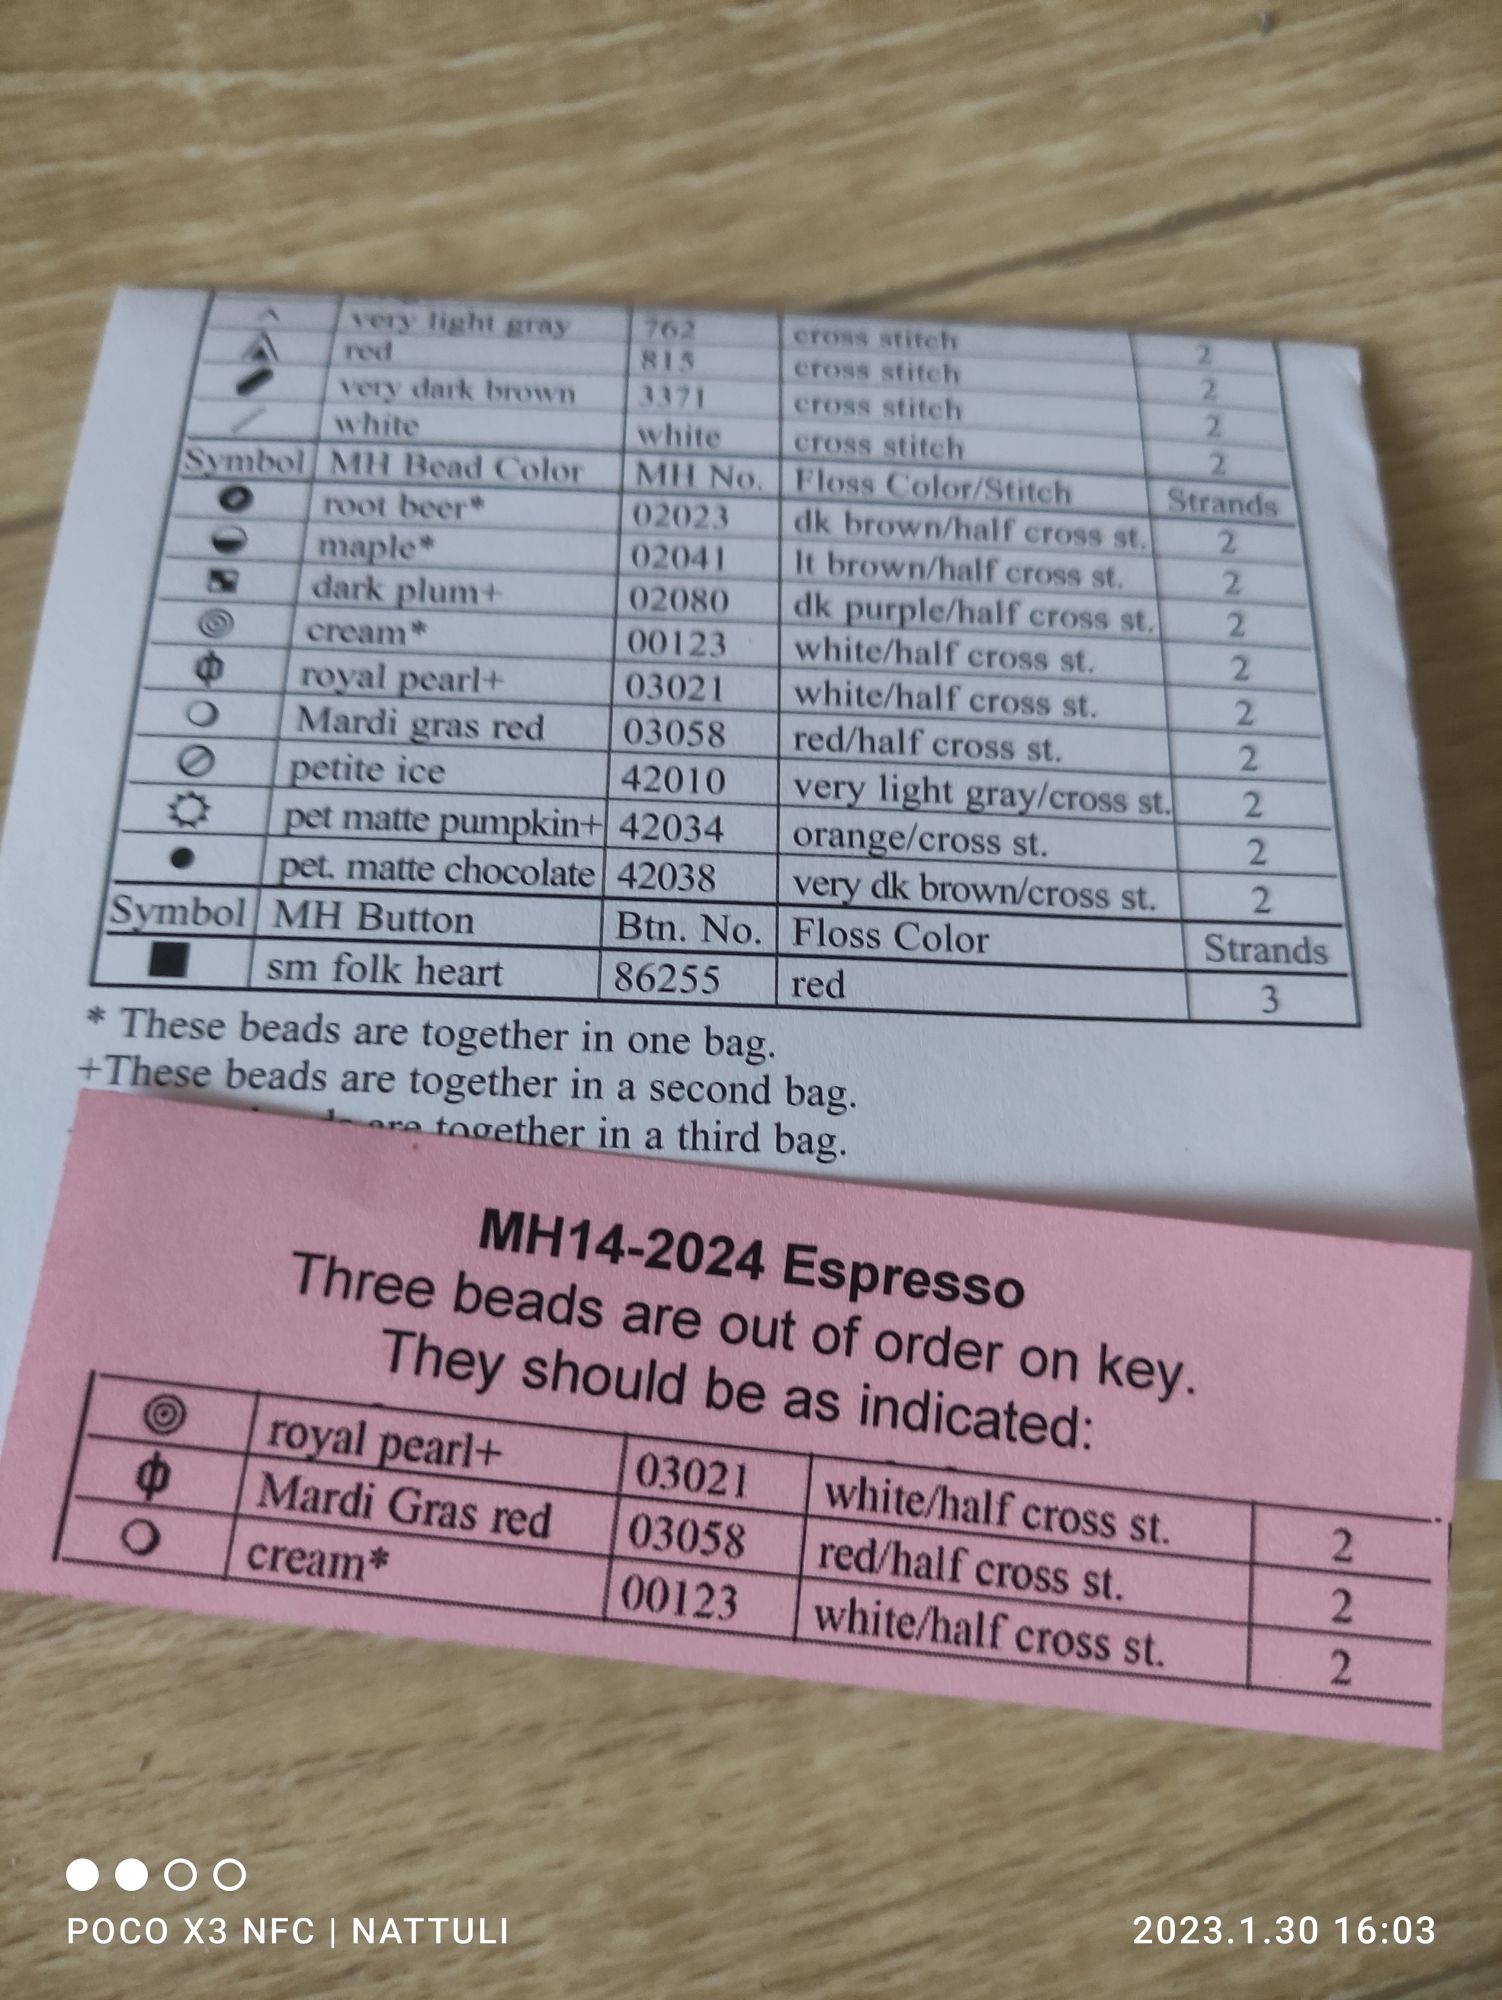 very light gray 762 cross stitch 2
red 815 cross stitch 2
very dark brown 3371 cross stitch 2
white white cross stitch 2
Symbol MH Bead Color MH No. Floss Color/Stitch Strands
root beer* 02023 dk brown/half cross st. 2
maple* 02041 lt brown/half cross st. 2
dark plum+ 02080 dk purple/half cross st. 2
cream* 00123 white/half cross st. 2
royal pearl+ 03021 white/half cross st. 2
Mardi gras red 03058 red/half cross st. 2
petite ice 42010 very light gray/cross st. 2
pet matte pumpkin+ 42034 orange/cross st. 2
pet. matte chocolate 42038 very dk brown/cross st. 2
Symbol MH Button Btn. No. Floss Color Strands
sm folk heart 86255 red 3
* These beads are together in one bag.
+These beads are together in a second bag.
are together in a third bag.
MH14-2024 Espresso
Three beads are out of order on key.
They should be as indicated:
royal pearl+ 03021 white/half cross st. 2
Mardi Gras red 03058 red/half cross st. 2
cream* 00123 white/half cross st. 2
POCO X3 NFC | NATTULI
2023.1.30 16:03